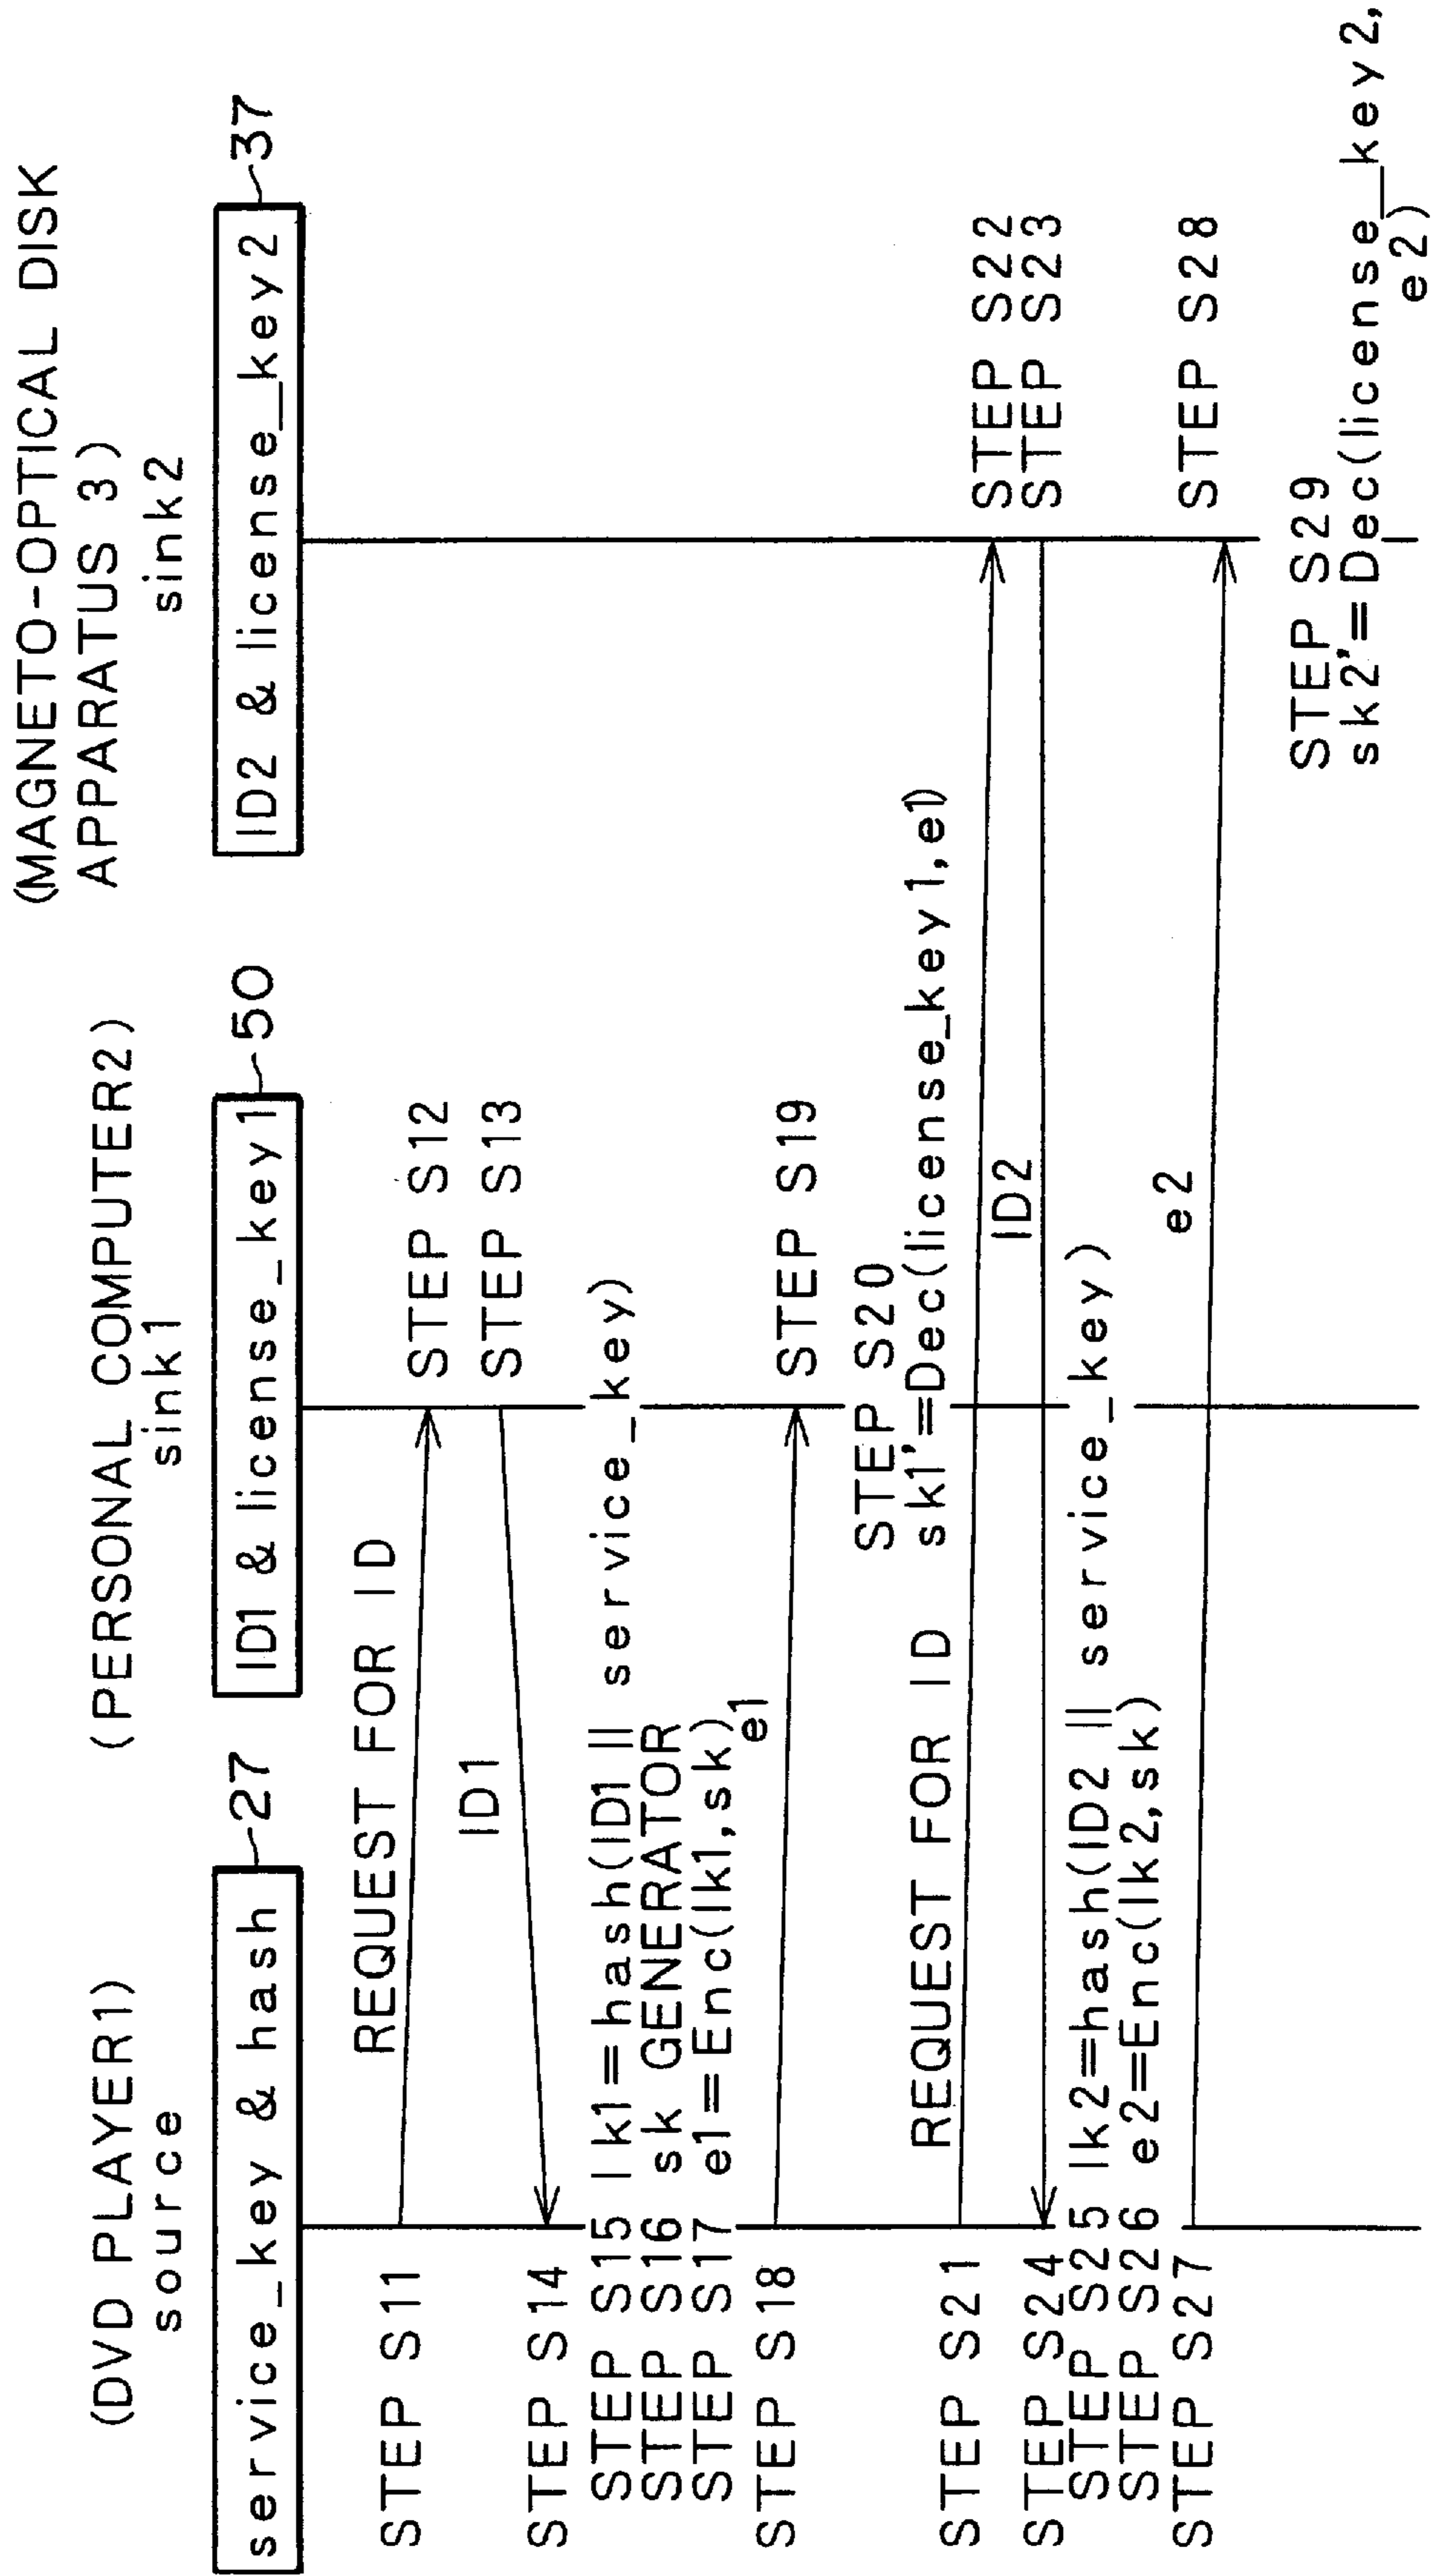 (DVD PLAYER1)
source
(PERSONAL COMPUTER2)
sink1
(MAGNETO-OPTICAL DISK
APPARATUS 3)
sink2
service_key & hash
27
ID1 & license_key1
50
ID2 & license_key2
37
STEP S11
REQUEST FOR ID
STEP S12
STEP S13
ID1
STEP S14
STEP S15 lk1=hash(ID1 || service_key)
STEP S16 sk GENERATOR
STEP S17 e1=Enc(lk1,sk)
STEP S18
e1
STEP S19
STEP S20
sk1'=Dec(license_key1,e1)
STEP S21
REQUEST FOR ID
STEP S22
STEP S23
ID2
STEP S24
STEP S25 lk2=hash(ID2 || service_key)
STEP S26 e2=Enc(lk2,sk)
STEP S27
e2
STEP S28
STEP S29
sk2'=Dec(license_key2,
e2)